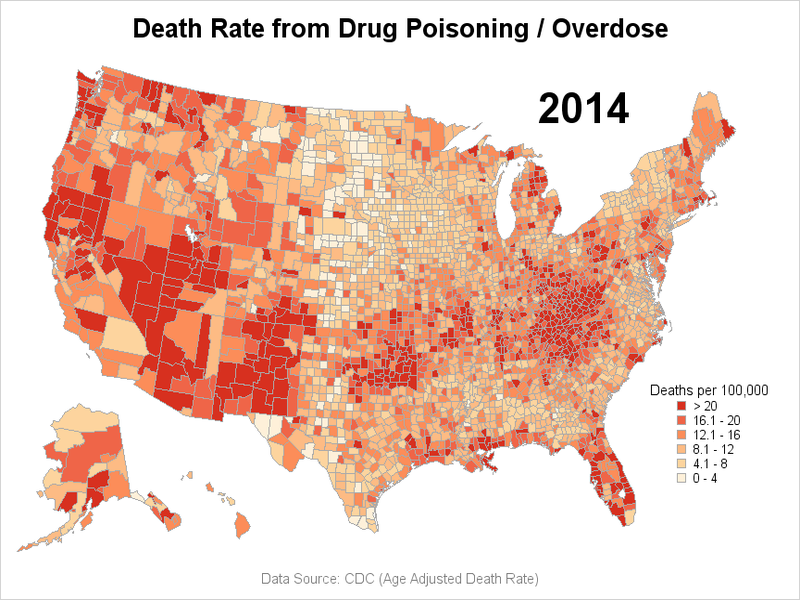 Death Rate from Drug Poisoning / Overdose
2014
Deaths per 100,000
> 20
16.1 - 20
12.1 - 16
8.1 - 12
4.1 - 8
0 - 4
Data Source: CDC (Age Adjusted Death Rate)